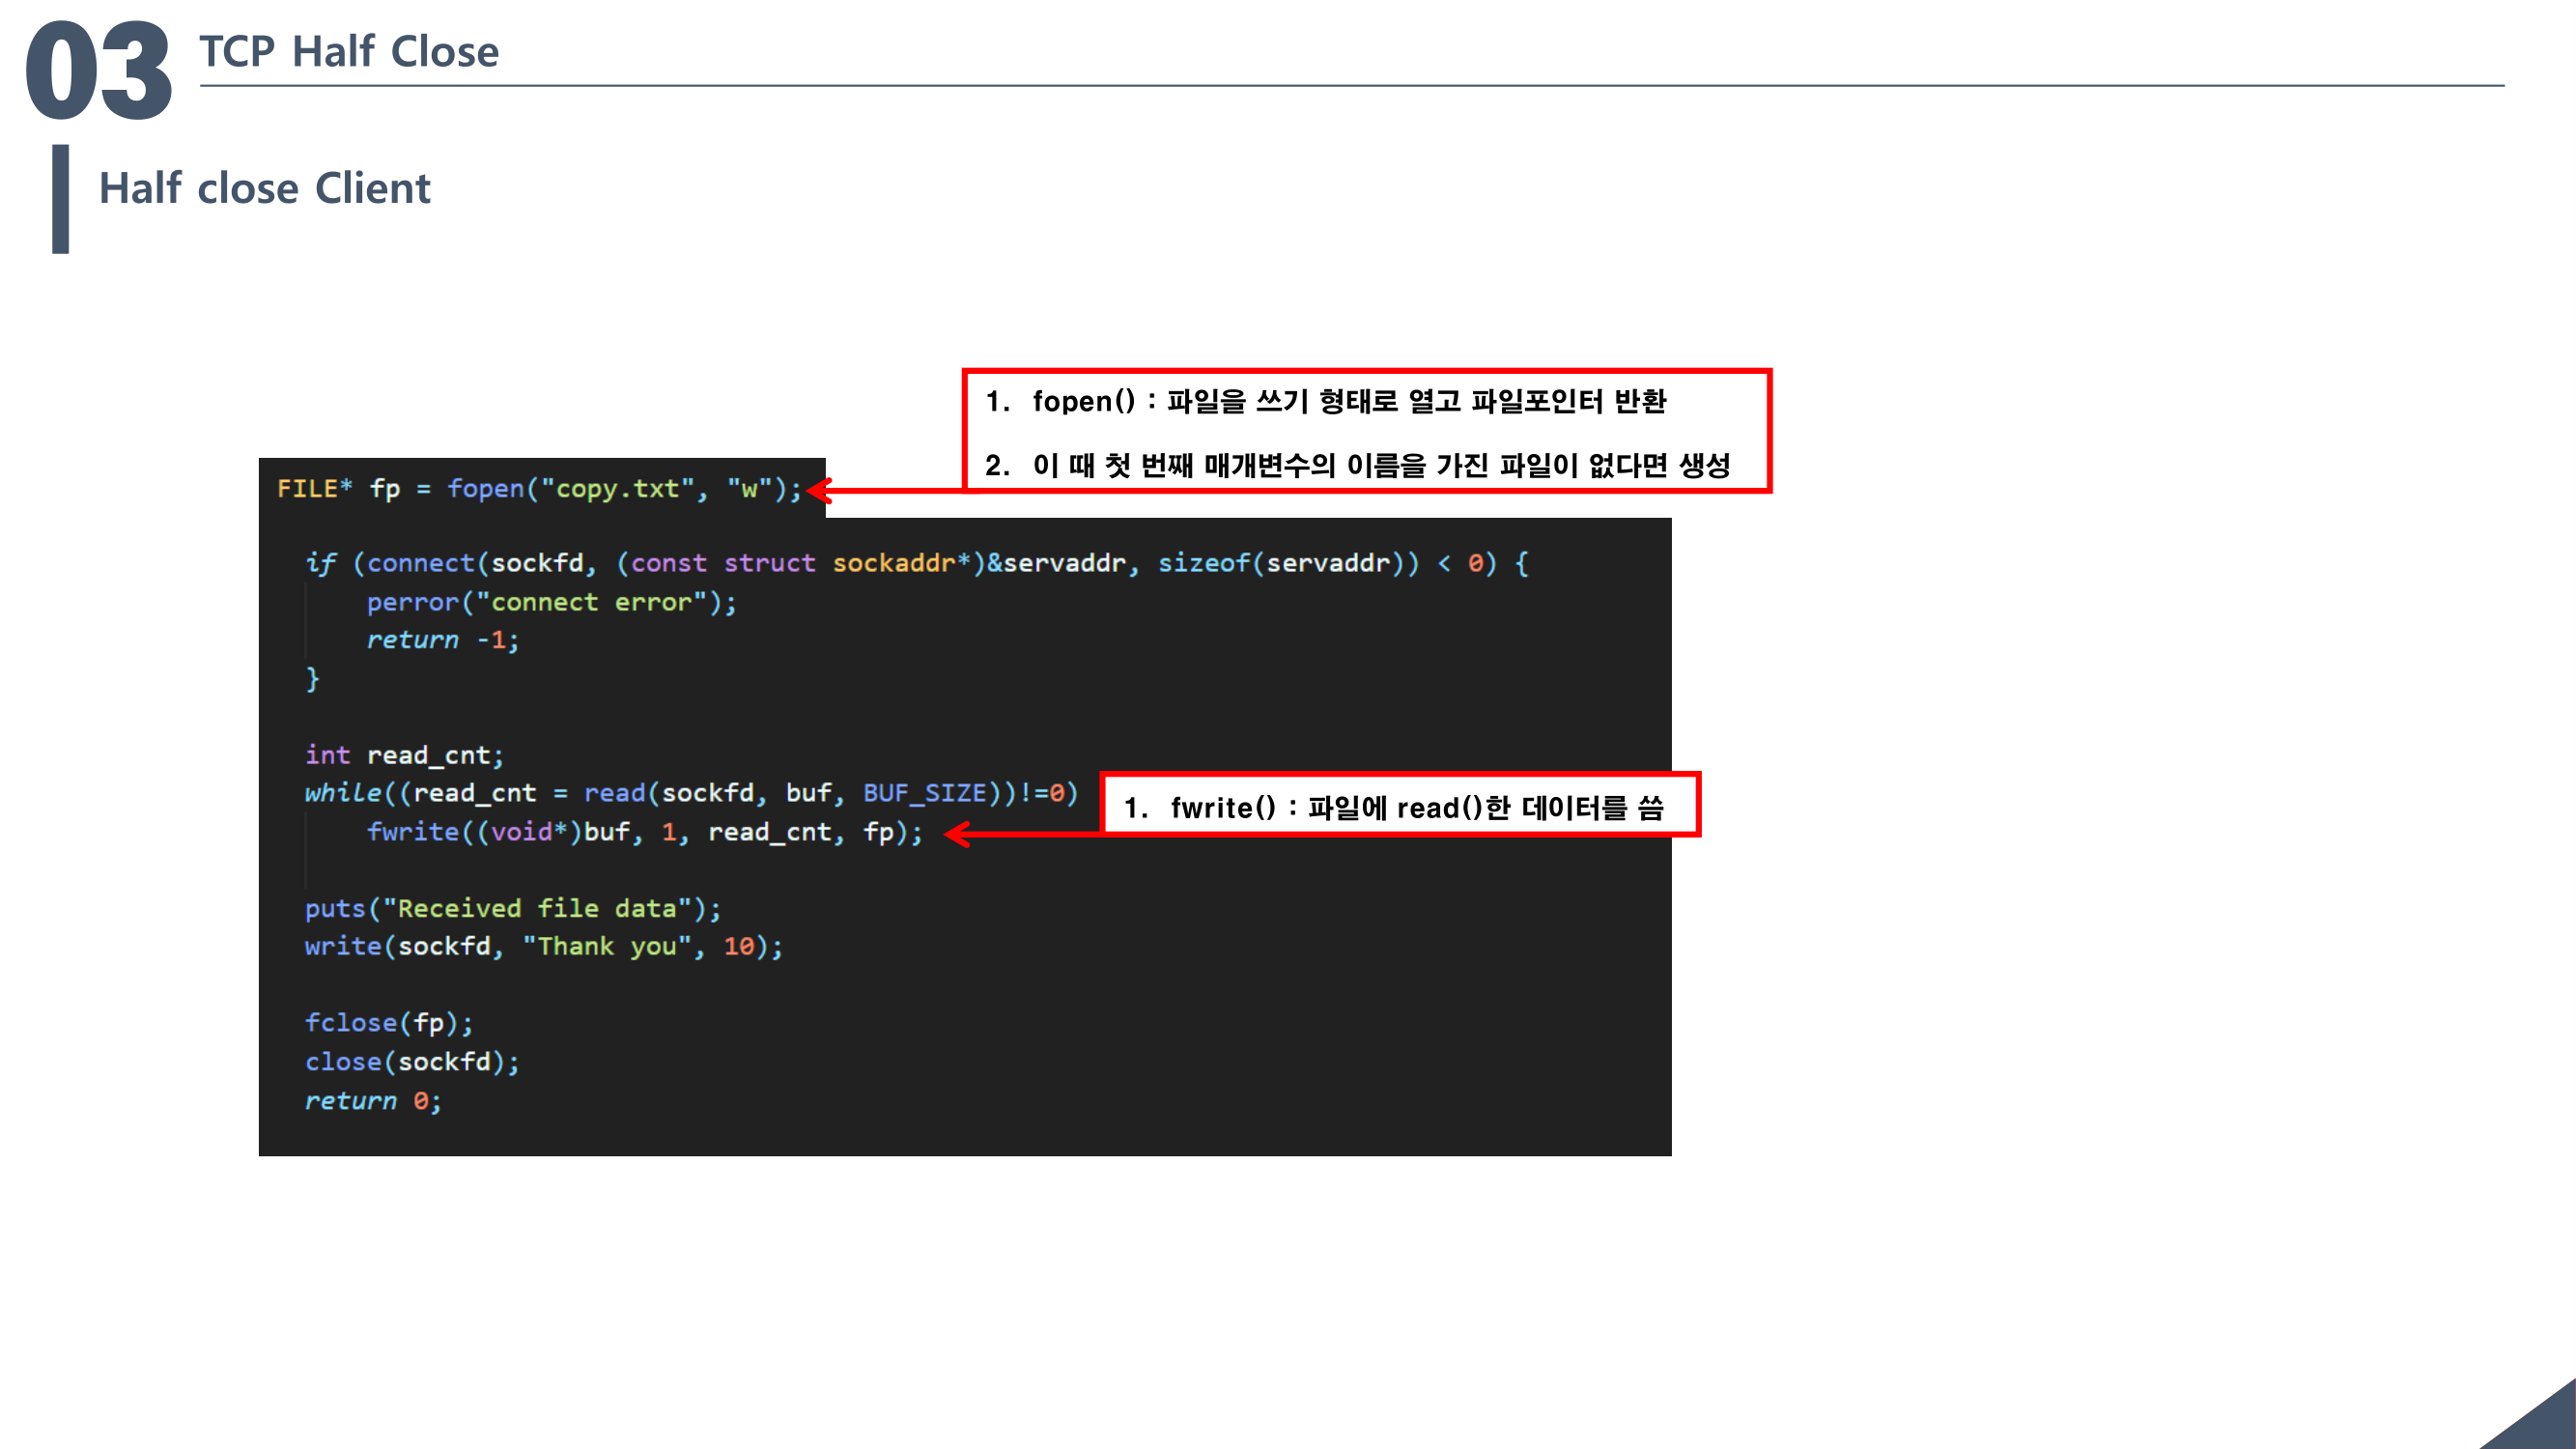 03 TCP Half Close
Half close Client
1. fopen() : 파일을 쓰기 형태로 열고 파일포인터 반환
2. 이 때 첫 번째 매개변수의 이름을 가진 파일이 없다면 생성
FILE* fp = fopen("copy.txt", "w");
if (connect(sockfd, (const struct sockaddr*)&servaddr, sizeof(servaddr)) < 0) {
perror("connect error");
return -1;
}
int read_cnt;
while((read_cnt = read(sockfd, buf, BUF_SIZE))!=0)
1. fwrite() : 파일에 read()한 데이터를 씀
fwrite((void*)buf, 1, read_cnt, fp);
puts("Received file data");
write(sockfd, "Thank you", 10);
fclose(fp);
close(sockfd);
return 0;